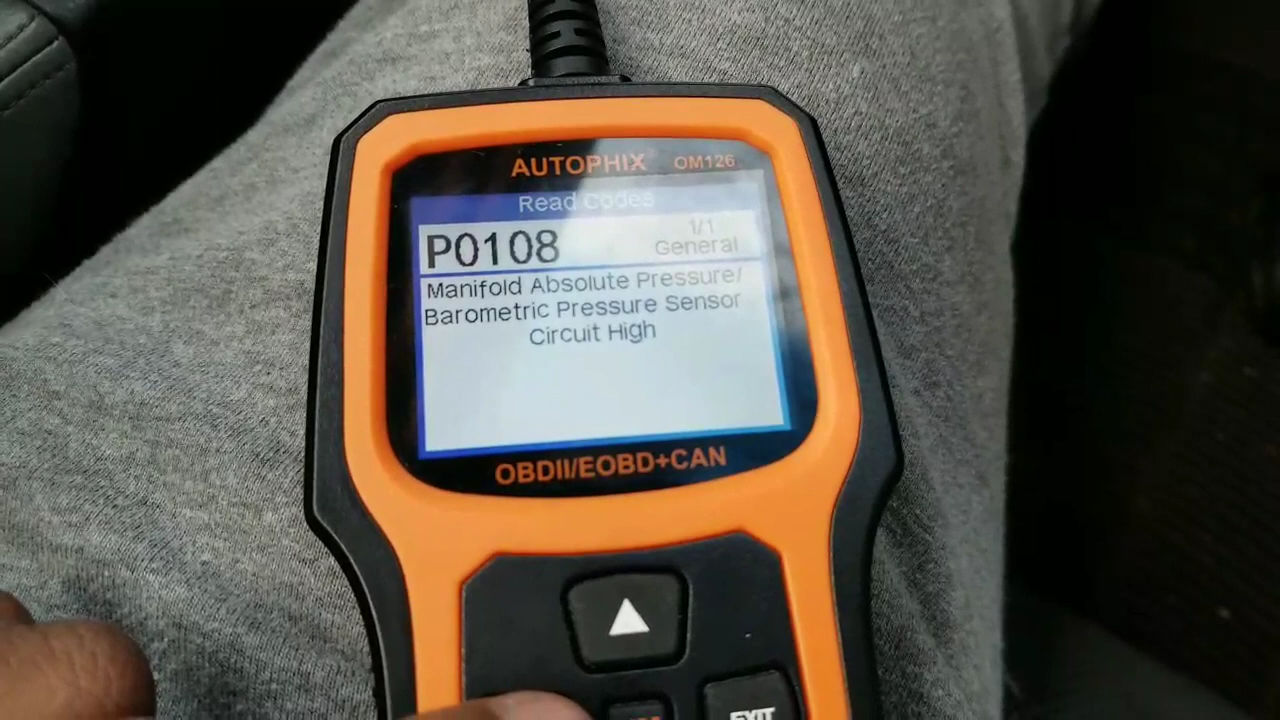 AUTOPHIX OM126
Read Codes
P0108
1/1
General
Manifold Absolute Pressure/
Barometric Pressure Sensor
Circuit High
OBDII/EOBD+CAN
EXIT